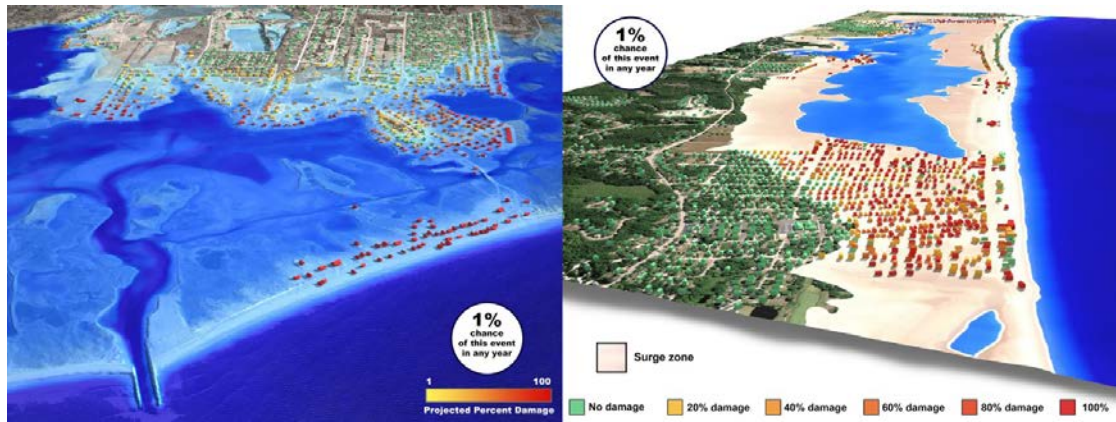 1%
chance
of this event
in any year
1 100
Projected Percent Damage
1%
chance
of this event
in any year
Surge zone
No damage 20% damage 40% damage 60% damage 80% damage 100%